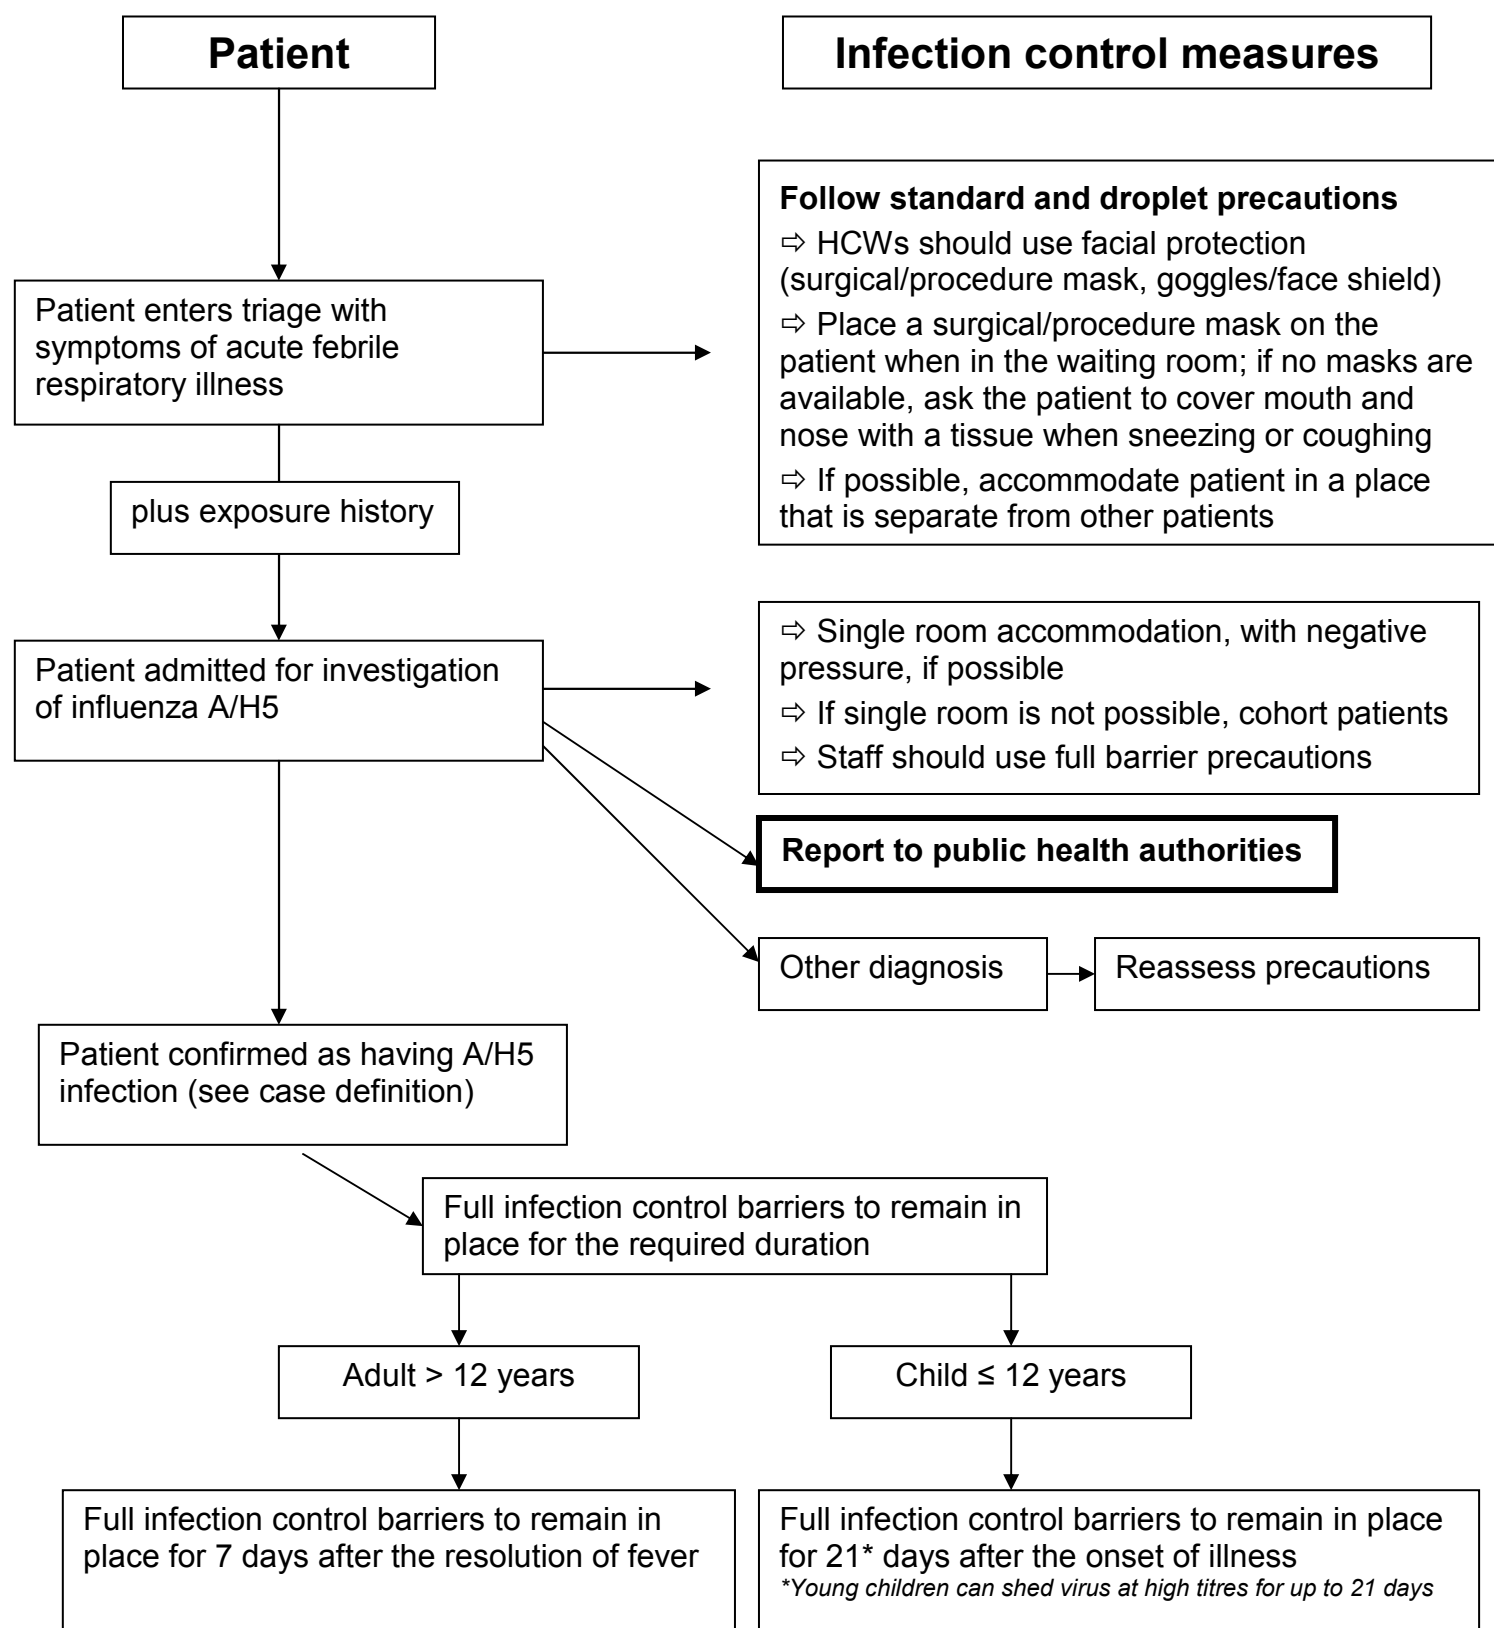 Patient
Infection control measures
Follow standard and droplet precautions
⇨ HCWs should use facial protection
(surgical/procedure mask, goggles/face shield)
⇨ Place a surgical/procedure mask on the
patient when in the waiting room; if no masks are
available, ask the patient to cover mouth and
nose with a tissue when sneezing or coughing
⇨ If possible, accommodate patient in a place
that is separate from other patients
Patient enters triage with
symptoms of acute febrile
respiratory illness
plus exposure history
Patient admitted for investigation
of influenza A/H5
⇨ Single room accommodation, with negative
pressure, if possible
⇨ If single room is not possible, cohort patients
⇨ Staff should use full barrier precautions
Report to public health authorities
Other diagnosis
Reassess precautions
Patient confirmed as having A/H5
infection (see case definition)
Full infection control barriers to remain in
place for the required duration
Adult > 12 years
Child ≤ 12 years
Full infection control barriers to remain in
place for 7 days after the resolution of fever
Full infection control barriers to remain in place
for 21* days after the onset of illness
*Young children can shed virus at high titres for up to 21 days